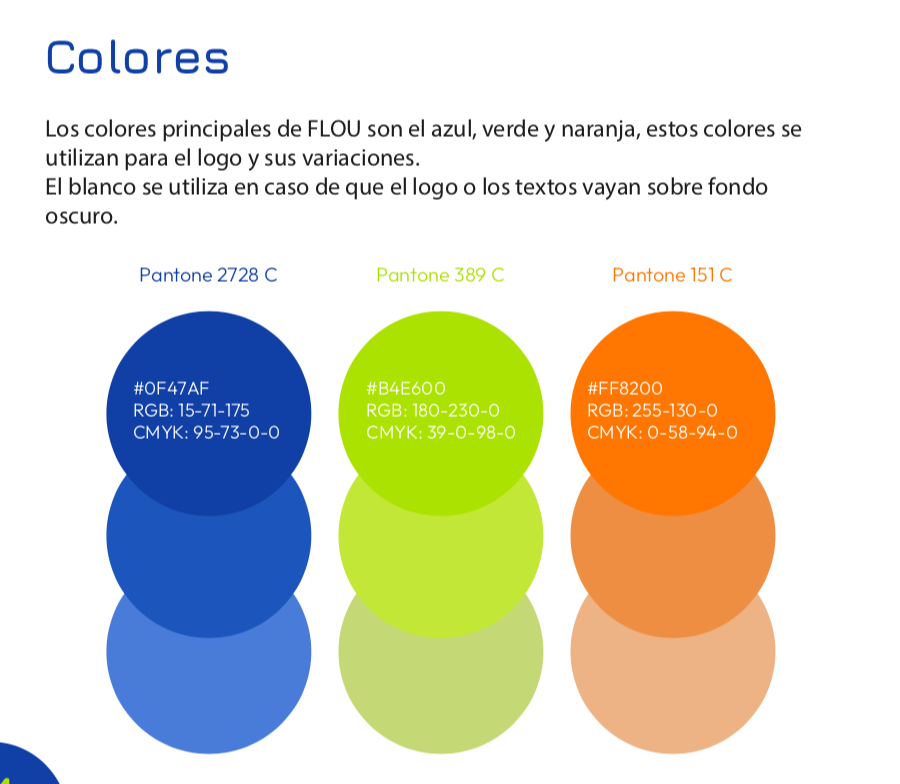 Colores
Los colores principales de FLOU son el azul, verde y naranja, estos colores se
utilizan para el logo y sus variaciones.
El blanco se utiliza en caso de que el logo o los textos vayan sobre fondo
oscuro.
Pantone 2728 C
Pantone 389 C
Pantone 151 C
#0F47AF
RGB: 15-71-175
CMYK: 95-73-0-0
#B4E600
RGB: 180-230-0
CMYK: 39-0-98-0
#FF8200
RGB: 255-130-0
CMYK: 0-58-94-0